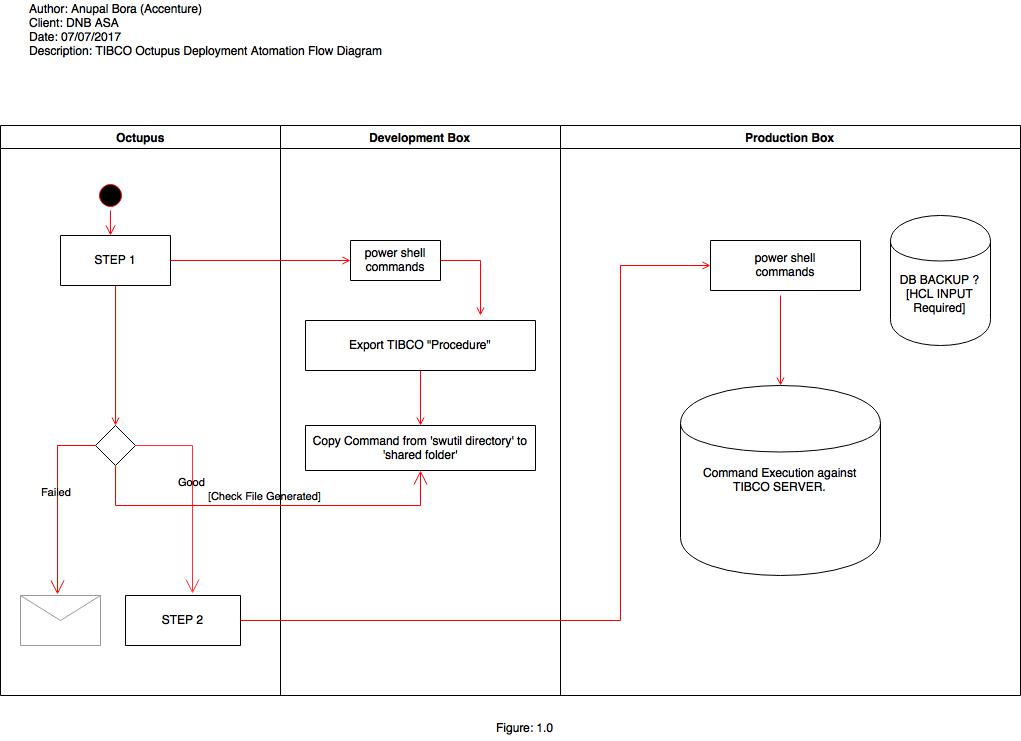 Author: Anupal Bora (Accenture)
Client: DNB ASA
Date: 07/07/2017
Description: TIBCO Octupus Deployment Atomation Flow Diagram
Octupus
Development Box
Production Box
STEP 1
power shell
commands
power shell
commands
DB BACKUP ?
[HCL INPUT
Required]
Export TIBCO "Procedure"
Copy Command from 'swutil directory' to
'shared folder'
Command Execution against
TIBCO SERVER.
Failed
Good
[Check File Generated]
STEP 2
Figure: 1.0